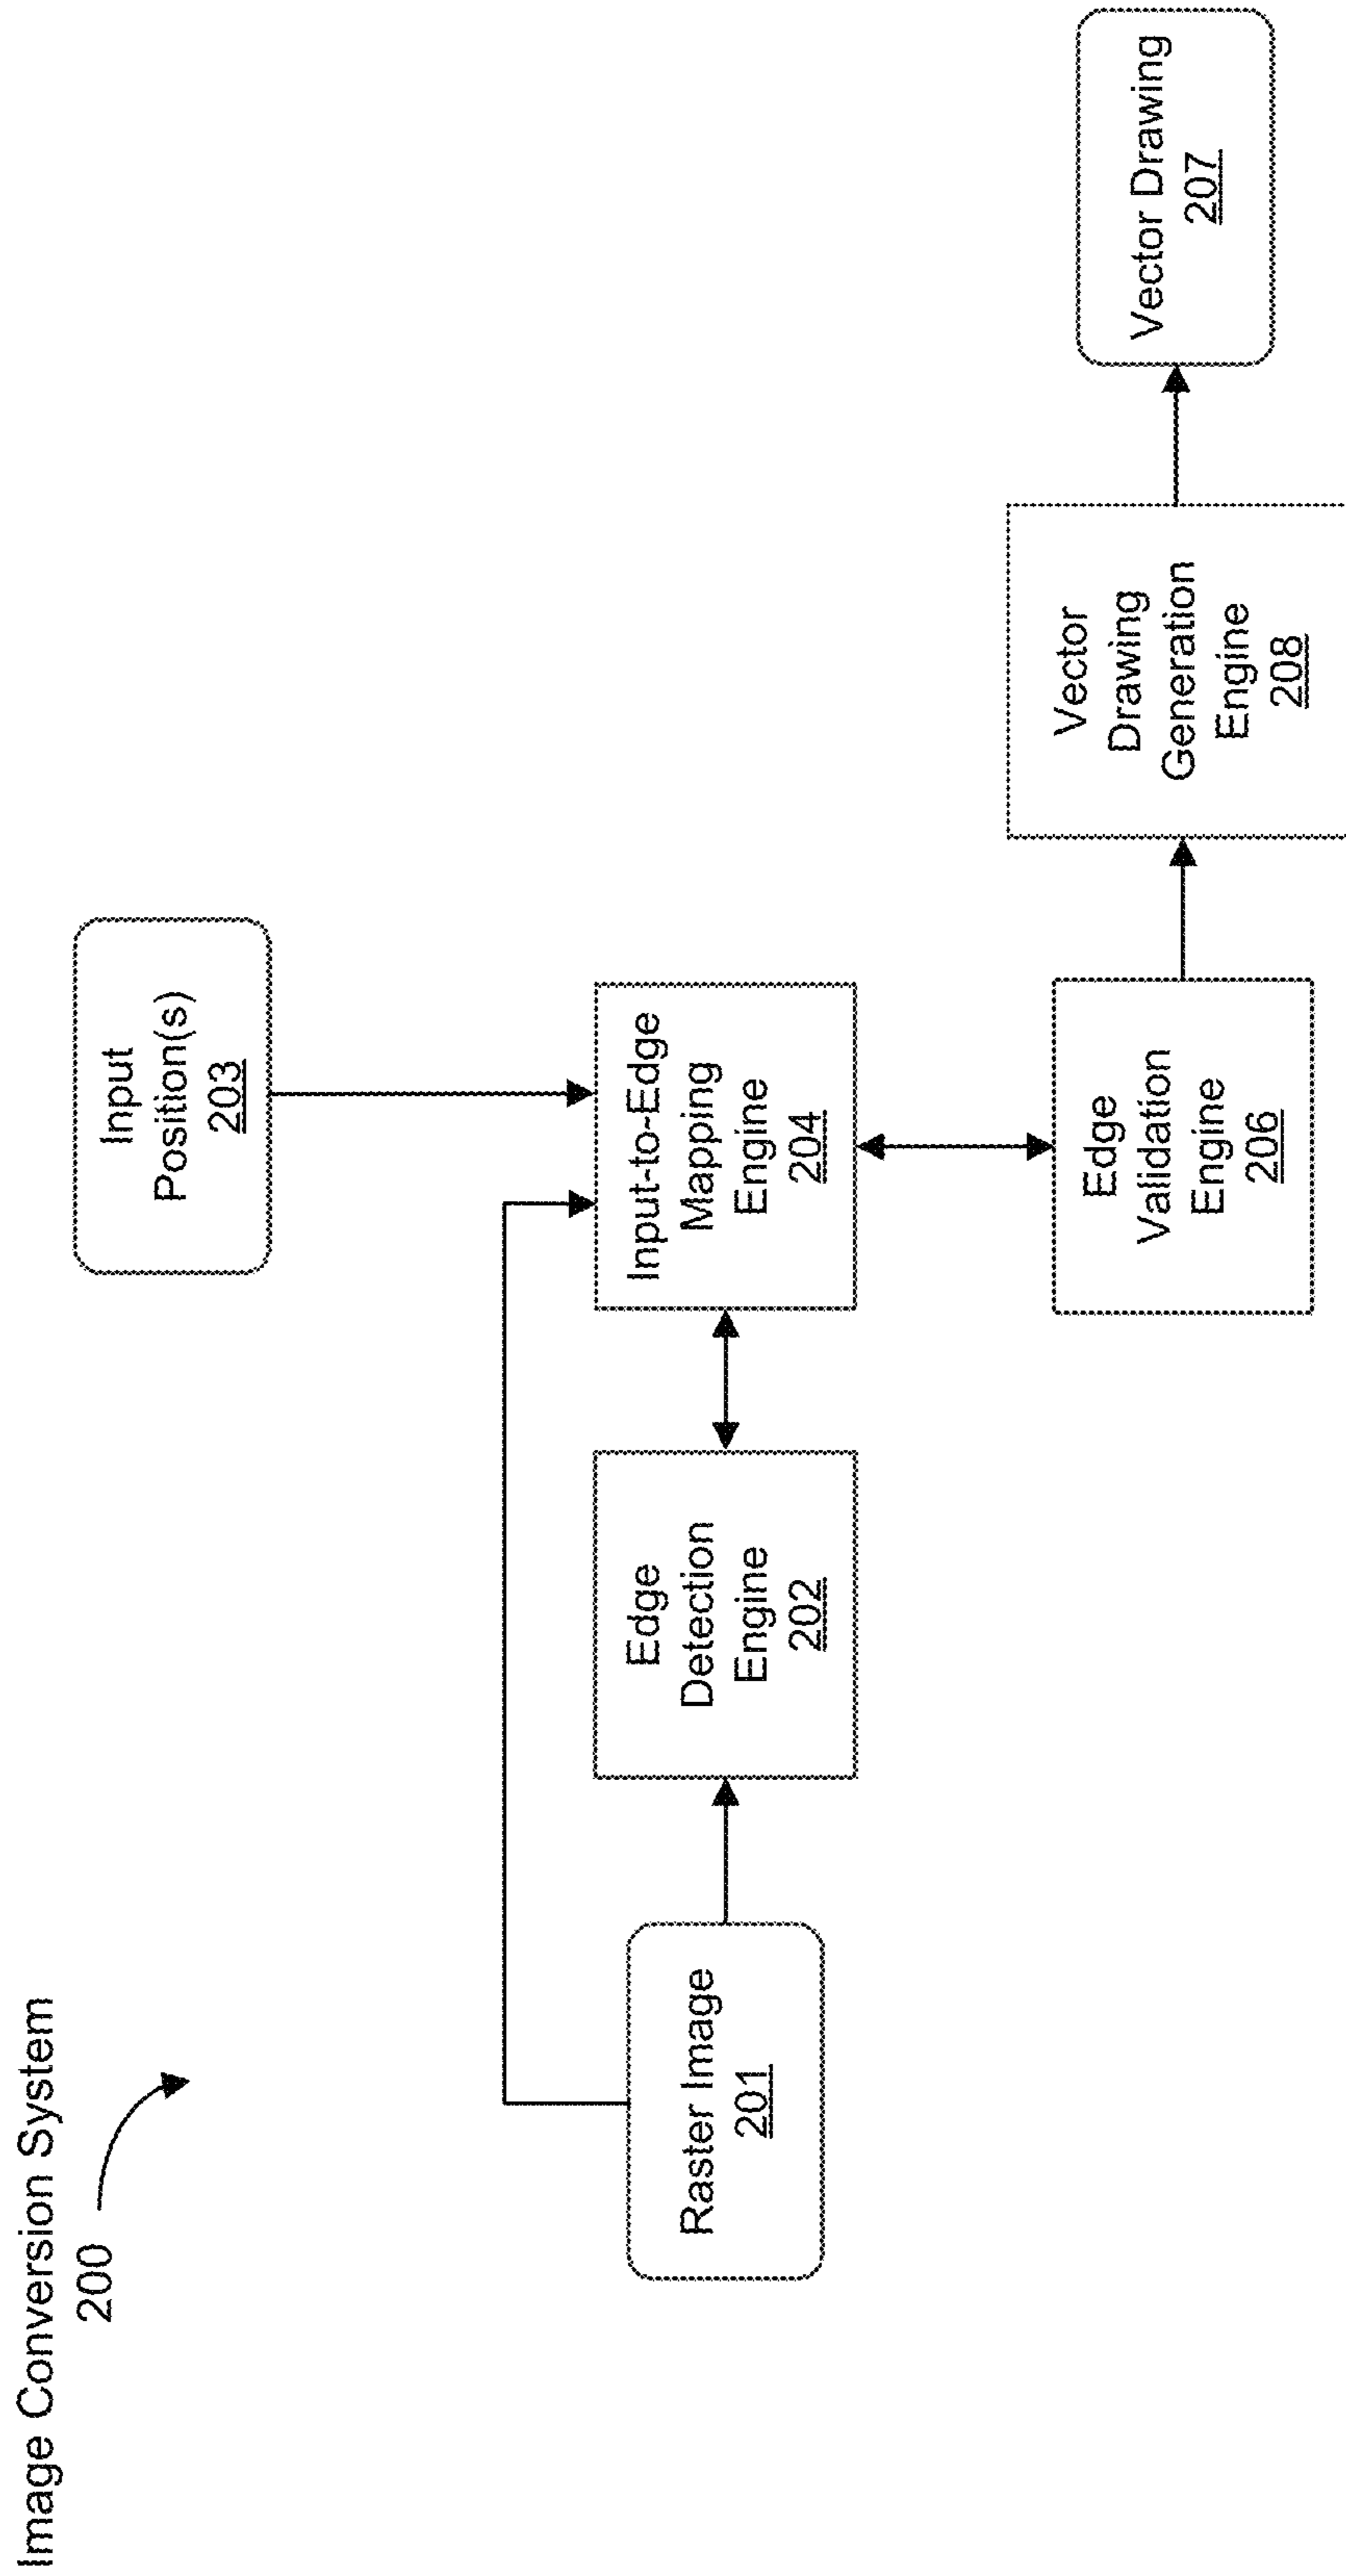 Image Conversion System
200
Input
Position(s)
203
Raster Image
201
Edge
Detection
Engine
202
Input-to-Edge
Mapping
Engine
204
Edge
Validation
Engine
206
Vector
Drawing
Generation
Engine
208
Vector Drawing
207